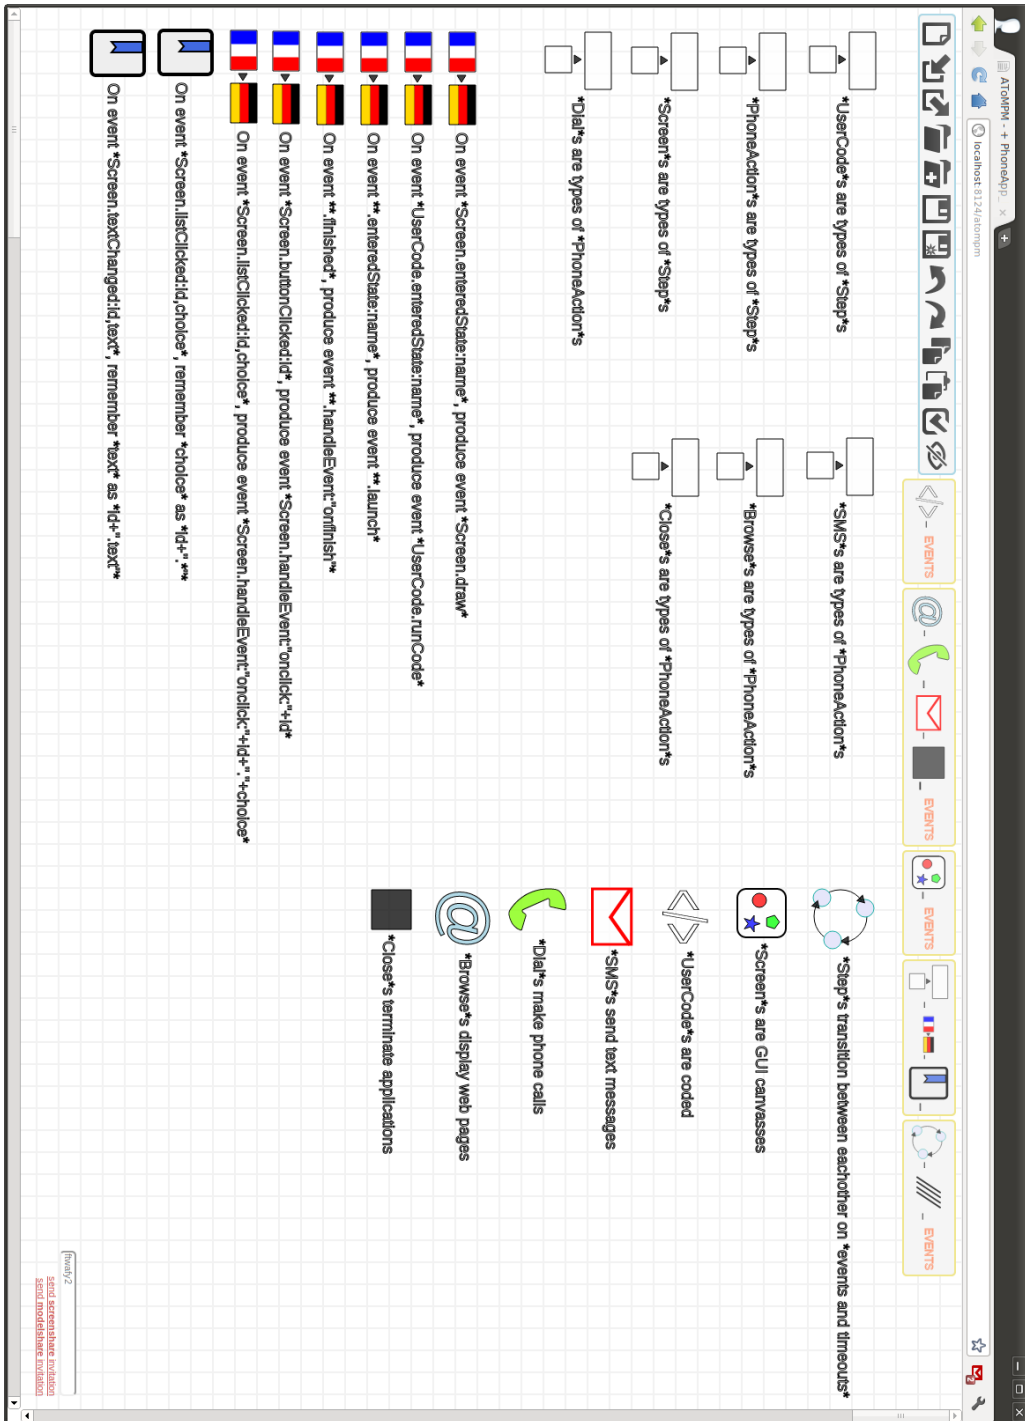 AToMPM - + PhoneApp_
localhost:8124/atompm
2
EVENTS
EVENTS
EVENTS
EVENTS
*UserCode*s are types of *Step*s
*PhoneAction*s are types of *Step*s
*Screen*s are types of *Step*s
*Dial*s are types of *PhoneAction*s
*SMS*s are types of *PhoneAction*s
*Browse*s are types of *PhoneAction*s
*Close*s are types of *PhoneAction*s
*Step*s transition between eachother on *events and timeouts*
*Screen*s are GUI canvasses
*UserCode*s are coded
*SMS*s send text messages
*Dial*s make phone calls
*Browse*s display web pages
*Close*s terminate applications
On event *Screen.enteredState:name*, produce event *Screen.draw*
On event *UserCode.enteredState:name*, produce event *UserCode.runCode*
On event **.enteredState:name*, produce event **.launch*
On event **.finished*, produce event **.handleEvent:"onfinish"*
On event *Screen.buttonClicked:id*, produce event *Screen.handleEvent:"onclick:"+id*
On event *Screen.listClicked:id,choice*, produce event *Screen.handleEvent:"onclick:"+id+"."+choice*
On event *Screen.listClicked:id,choice*, remember *choice* as *id+".*"*
On event *Screen.textChanged:id,text*, remember *text* as *id+".text"*
ftwafy2
send screenshare invitation
send modelshare invitation